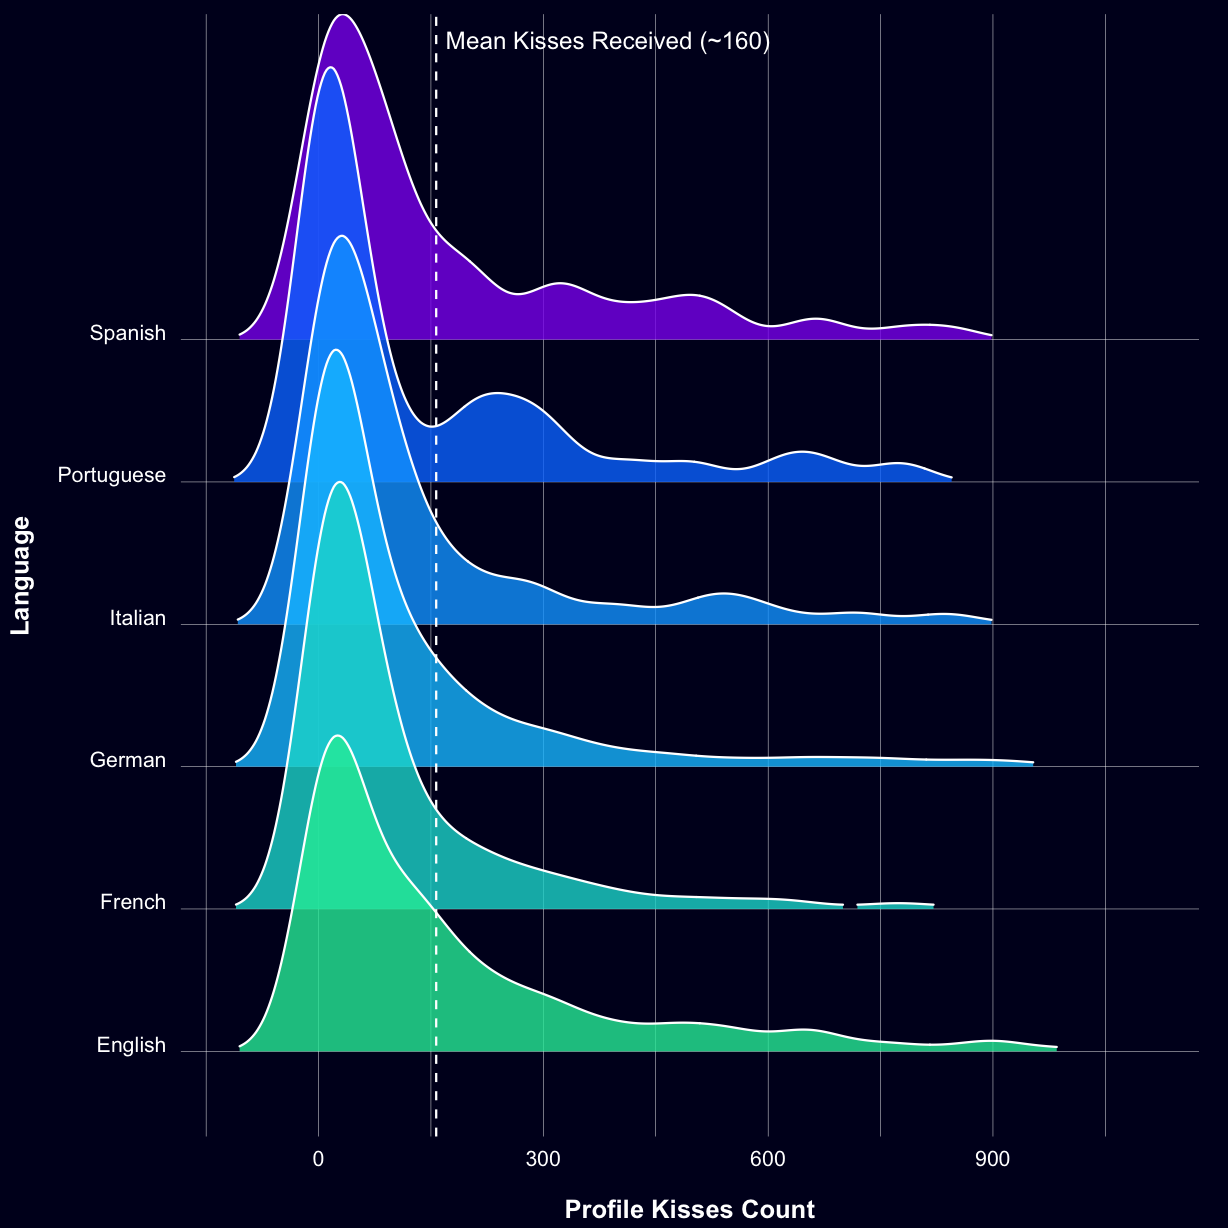 Mean Kisses Received (~160)
Spanish
Portuguese
Italian
German
French
English
Language
0 300 600 900
Profile Kisses Count